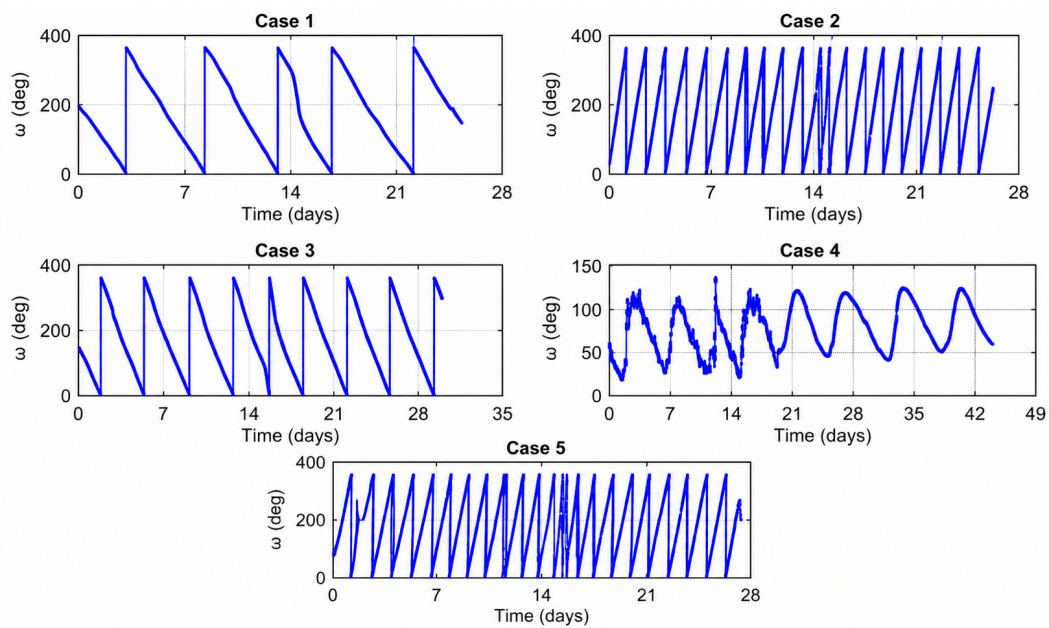 Case 1
ω (deg)
400
200
0
0 7 14 21 28
Time (days)
Case 2
ω (deg)
400
200
0
0 7 14 21 28
Time (days)
Case 3
ω (deg)
400
200
0
0 7 14 21 28 35
Time (days)
Case 4
ω (deg)
150
100
50
0
0 7 14 21 28 35 42 49
Time (days)
Case 5
ω (deg)
400
200
0
0 7 14 21 28
Time (days)